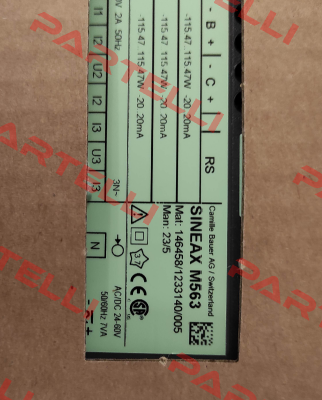 Camille Bauer AG / Switzerland
SINEAX M563
Mat: 146458/1233140/005
Man: 23/5
AC/DC 24-60V
50/60Hz 7VA
B + - C +
RS
-115.47..115.47W -20..20mA
-115.47..115.47W -20..20mA
-115.47..115.47W -20..20mA
2A 50Hz
3N~
I1 I2 U2 I2 I3 U3 I3 N
PARTELLI
PARTELLI
PARTELLI
PARTELLI
PARTELLI